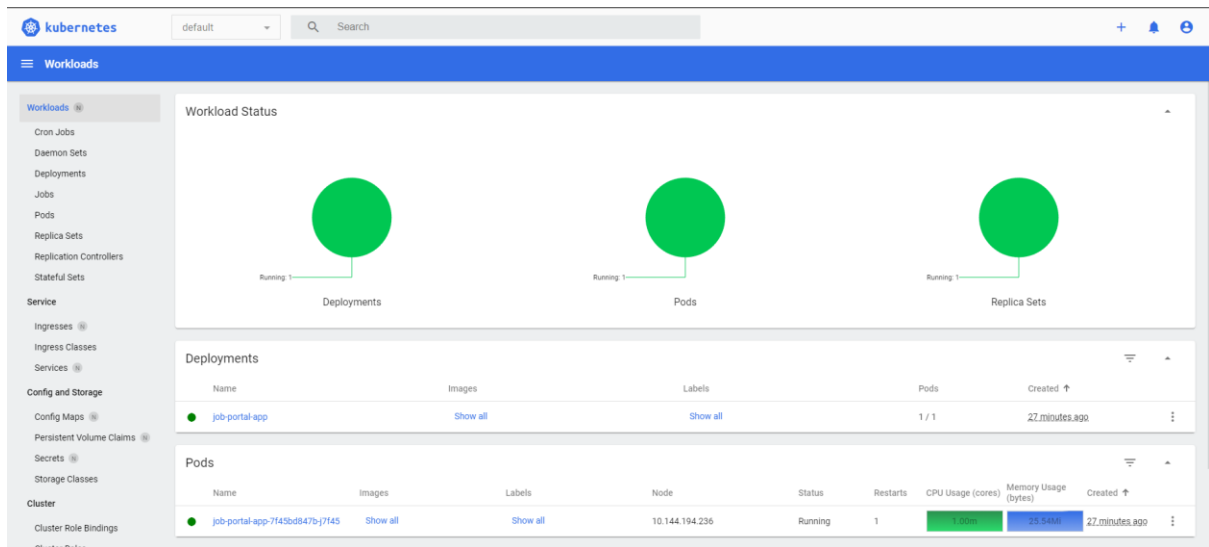 kubernetes
default
Search
Workloads
Workloads N
Cron Jobs
Daemon Sets
Deployments
Jobs
Pods
Replica Sets
Replication Controllers
Stateful Sets
Service
Ingresses N
Ingress Classes
Services N
Config and Storage
Config Maps N
Persistent Volume Claims N
Secrets N
Storage Classes
Cluster
Cluster Role Bindings
Workload Status
Running: 1 Running: 1 Running: 1
Deployments Pods Replica Sets
Deployments
Name Images Labels Pods Created
job-portal-app Show all Show all 1 / 1 27 minutes ago
Pods
Name Images Labels Node Status Restarts CPU Usage (cores) Memory Usage (bytes) Created
job-portal-app-7f45bd847b-j7f45 Show all Show all 10.144.194.236 Running 1 1.00m 25.54Mi 27 minutes ago